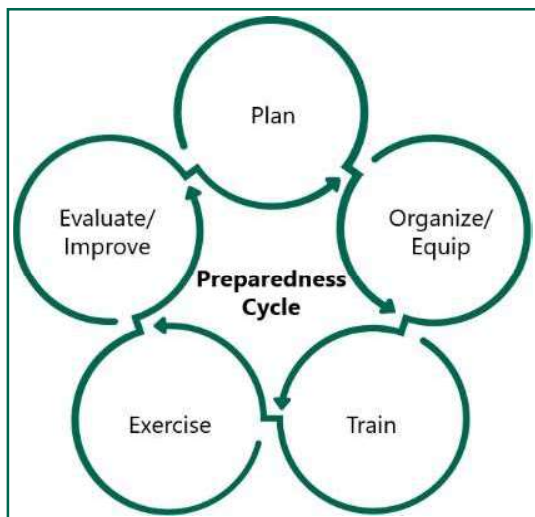 Plan
Organize/
Equip
Train
Exercise
Evaluate/
Improve
Preparedness
Cycle